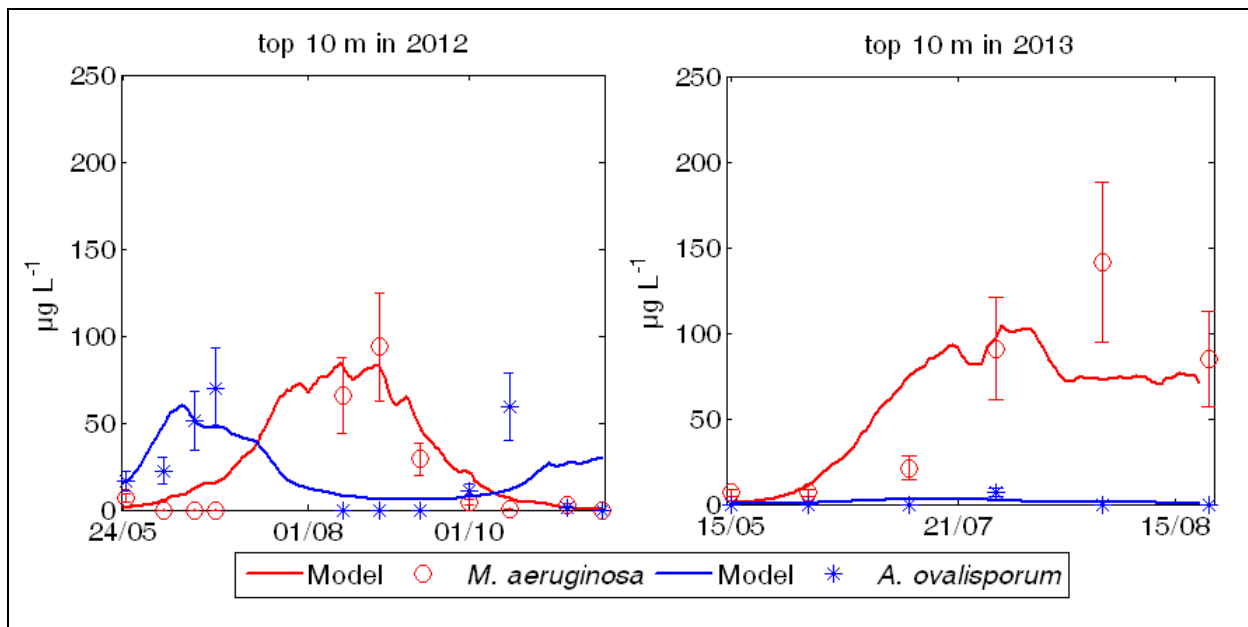 top 10 m in 2012
250
200
150
100
50
0
µg L⁻¹
24/05 01/08 01/10
top 10 m in 2013
250
200
150
100
50
0
µg L⁻¹
15/05 21/07 15/08
Model M. aeruginosa Model A. ovalisporum